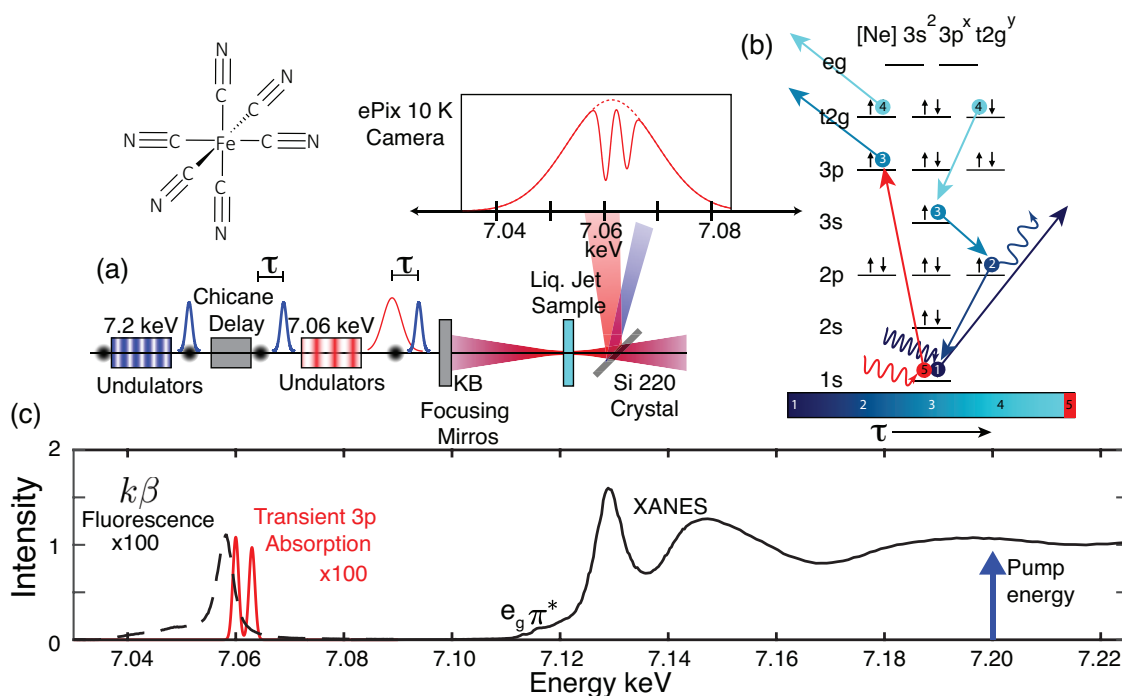 N
C
N
C
N
C
Fe
C
N
C
N
C
N
ePix 10 K
Camera
7.04
7.06
7.08
keV
(a)
τ
τ
Chicane
Delay
7.2 keV
7.06 keV
Undulators
Undulators
KB
Focusing
Mirros
Liq. Jet
Sample
Si 220
Crystal
(b)
[Ne] 3s² 3pˣ t2gʸ
eg
t2g
4
4
3p
3
3s
3
2p
2
2s
1s
5
1
1
2
3
4
5
τ
(c)
Intensity
2
1
0
kβ
Fluorescence
x100
Transient 3p
Absorption
x100
e_g π*
XANES
Pump
energy
7.04
7.06
7.08
7.10
7.12
7.14
7.16
7.18
7.20
7.22
Energy keV